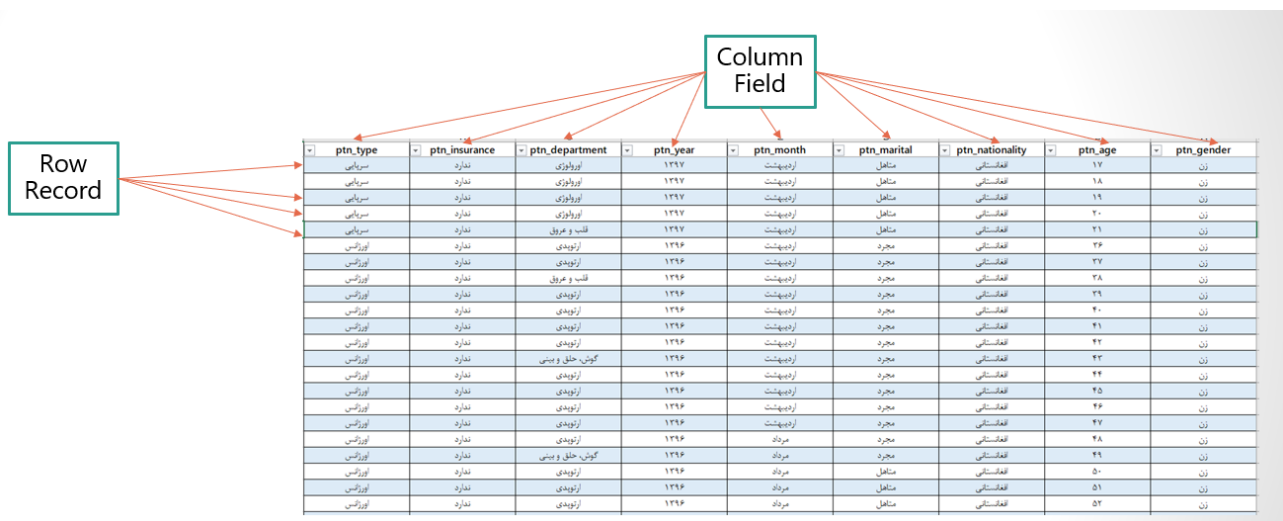 Column
Field
Row
Record
ptn_type ptn_insurance ptn_department ptn_year ptn_month ptn_marital ptn_nationality ptn_age ptn_gender
سرپایی ندارد اورولوژی ۱۳۹۷ اردیبهشت متاهل افغانستانی ۱۷ زن
سرپایی ندارد اورولوژی ۱۳۹۷ اردیبهشت متاهل افغانستانی ۱۸ زن
سرپایی ندارد اورولوژی ۱۳۹۷ اردیبهشت متاهل افغانستانی ۱۹ زن
سرپایی ندارد اورولوژی ۱۳۹۷ اردیبهشت متاهل افغانستانی ۲۰ زن
سرپایی ندارد قلب و عروق ۱۳۹۷ اردیبهشت متاهل افغانستانی ۲۱ زن
اورژانس ندارد ارتوپدی ۱۳۹۶ اردیبهشت مجرد افغانستانی ۳۶ زن
اورژانس ندارد ارتوپدی ۱۳۹۶ اردیبهشت مجرد افغانستانی ۳۷ زن
اورژانس ندارد قلب و عروق ۱۳۹۶ اردیبهشت مجرد افغانستانی ۳۸ زن
اورژانس ندارد ارتوپدی ۱۳۹۶ اردیبهشت مجرد افغانستانی ۳۹ زن
اورژانس ندارد ارتوپدی ۱۳۹۶ اردیبهشت مجرد افغانستانی ۴۰ زن
اورژانس ندارد ارتوپدی ۱۳۹۶ اردیبهشت مجرد افغانستانی ۴۱ زن
اورژانس ندارد ارتوپدی ۱۳۹۶ اردیبهشت مجرد افغانستانی ۴۲ زن
اورژانس ندارد گوش، حلق و بینی ۱۳۹۶ اردیبهشت مجرد افغانستانی ۴۳ زن
اورژانس ندارد ارتوپدی ۱۳۹۶ اردیبهشت مجرد افغانستانی ۴۴ زن
اورژانس ندارد ارتوپدی ۱۳۹۶ اردیبهشت مجرد افغانستانی ۴۵ زن
اورژانس ندارد ارتوپدی ۱۳۹۶ اردیبهشت مجرد افغانستانی ۴۶ زن
اورژانس ندارد ارتوپدی ۱۳۹۶ اردیبهشت مجرد افغانستانی ۴۷ زن
اورژانس ندارد ارتوپدی ۱۳۹۶ مرداد مجرد افغانستانی ۴۸ زن
اورژانس ندارد گوش، حلق و بینی ۱۳۹۶ مرداد مجرد افغانستانی ۴۹ زن
اورژانس ندارد ارتوپدی ۱۳۹۶ مرداد متاهل افغانستانی ۵۰ زن
اورژانس ندارد ارتوپدی ۱۳۹۶ مرداد متاهل افغانستانی ۵۱ زن
اورژانس ندارد ارتوپدی ۱۳۹۶ مرداد متاهل افغانستانی ۵۲ زن